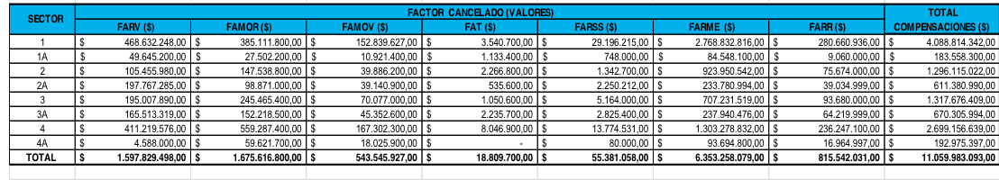 SECTOR FACTOR CANCELADO (VALORES) TOTAL COMPENSACIONES ($)
FARV ($) FAMOR ($) FAMOV ($) FAT ($) FARSS ($) FARME ($) FARR ($)
1 $ 468.632.248,00 $ 385.111.800,00 $ 152.839.627,00 $ 3.540.700,00 $ 29.196.215,00 $ 2.768.832.816,00 $ 280.660.936,00 $ 4.088.814.342,00
1A $ 49.645.200,00 $ 27.502.200,00 $ 10.921.400,00 $ 1.133.400,00 $ 748.000,00 $ 84.548.100,00 $ 9.060.000,00 $ 183.558.300,00
2 $ 105.455.980,00 $ 147.538.800,00 $ 39.886.200,00 $ 2.266.800,00 $ 1.342.700,00 $ 923.950.542,00 $ 75.674.000,00 $ 1.296.115.022,00
2A $ 197.767.285,00 $ 98.871.000,00 $ 39.140.900,00 $ 535.600,00 $ 2.250.212,00 $ 233.780.994,00 $ 39.034.999,00 $ 611.380.990,00
3 $ 195.007.890,00 $ 245.465.400,00 $ 70.077.000,00 $ 1.050.600,00 $ 5.164.000,00 $ 707.231.519,00 $ 93.680.000,00 $ 1.317.676.409,00
3A $ 165.513.319,00 $ 152.218.500,00 $ 45.352.600,00 $ 2.235.700,00 $ 2.825.400,00 $ 237.940.476,00 $ 64.219.999,00 $ 670.305.994,00
4 $ 411.219.576,00 $ 559.287.400,00 $ 167.302.300,00 $ 8.046.900,00 $ 13.774.531,00 $ 1.303.278.832,00 $ 236.247.100,00 $ 2.699.156.639,00
4A $ 4.588.000,00 $ 59.621.700,00 $ 18.025.900,00 $ - $ 80.000,00 $ 93.694.800,00 $ 16.964.997,00 $ 192.975.397,00
TOTAL $ 1.597.829.498,00 $ 1.675.616.800,00 $ 543.545.927,00 $ 18.809.700,00 $ 55.381.058,00 $ 6.353.258.079,00 $ 815.542.031,00 $ 11.059.983.093,00